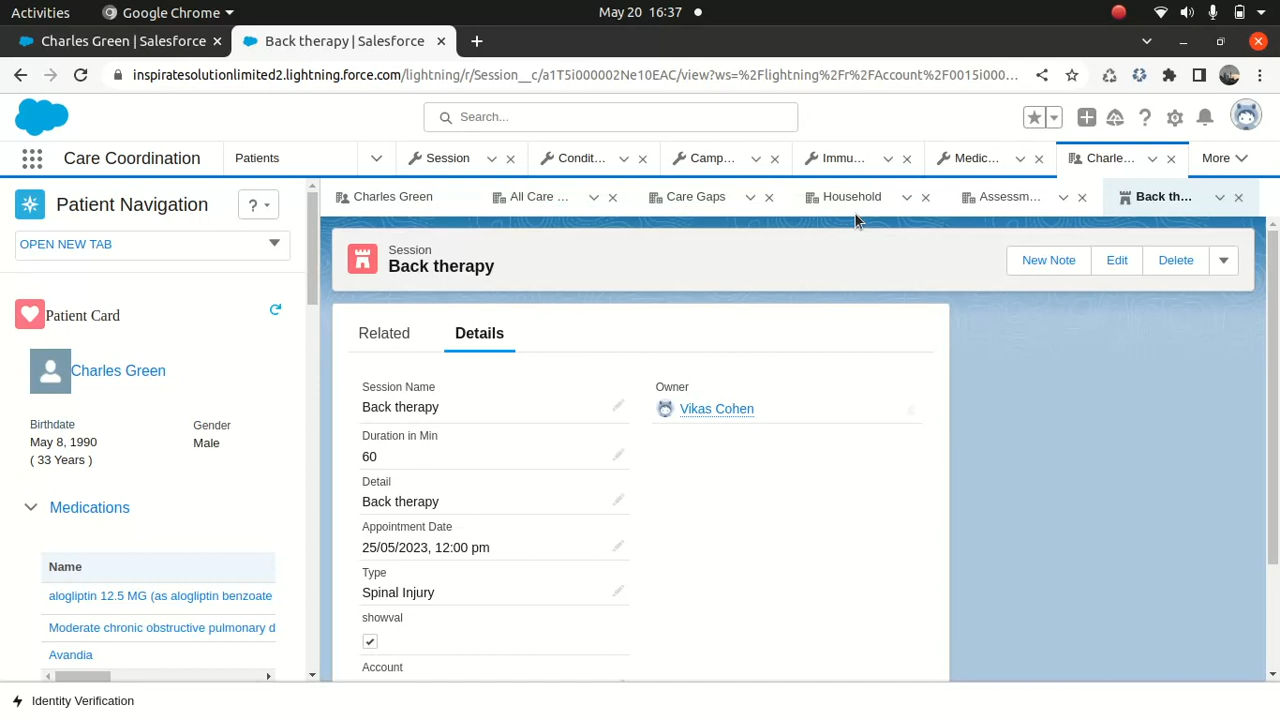 Activities
Google Chrome
May 20 16:37
Charles Green | Salesforce
Back therapy | Salesforce
inspiratesolutionlimited2.lightning.force.com/lightning/r/Session__c/a1T5i000002Ne10EAC/view?ws=%2Flightning%2Fr%2FAccount%2F0015i000...
Search...
Care Coordination
Patients
Session
Condit...
Camp...
Immu...
Medic...
Charle...
More
Patient Navigation
?
Charles Green
All Care ...
Care Gaps
Household
Assessm...
Back th...
OPEN NEW TAB
Session
Back therapy
New Note
Edit
Delete
Patient Card
Charles Green
Birthdate
May 8, 1990
( 33 Years )
Gender
Male
Medications
Name
alogliptin 12.5 MG (as alogliptin benzoate
Moderate chronic obstructive pulmonary d
Avandia
Related
Details
Session Name
Back therapy
Owner
Vikas Cohen
Duration in Min
60
Detail
Back therapy
Appointment Date
25/05/2023, 12:00 pm
Type
Spinal Injury
showval
Account
Identity Verification